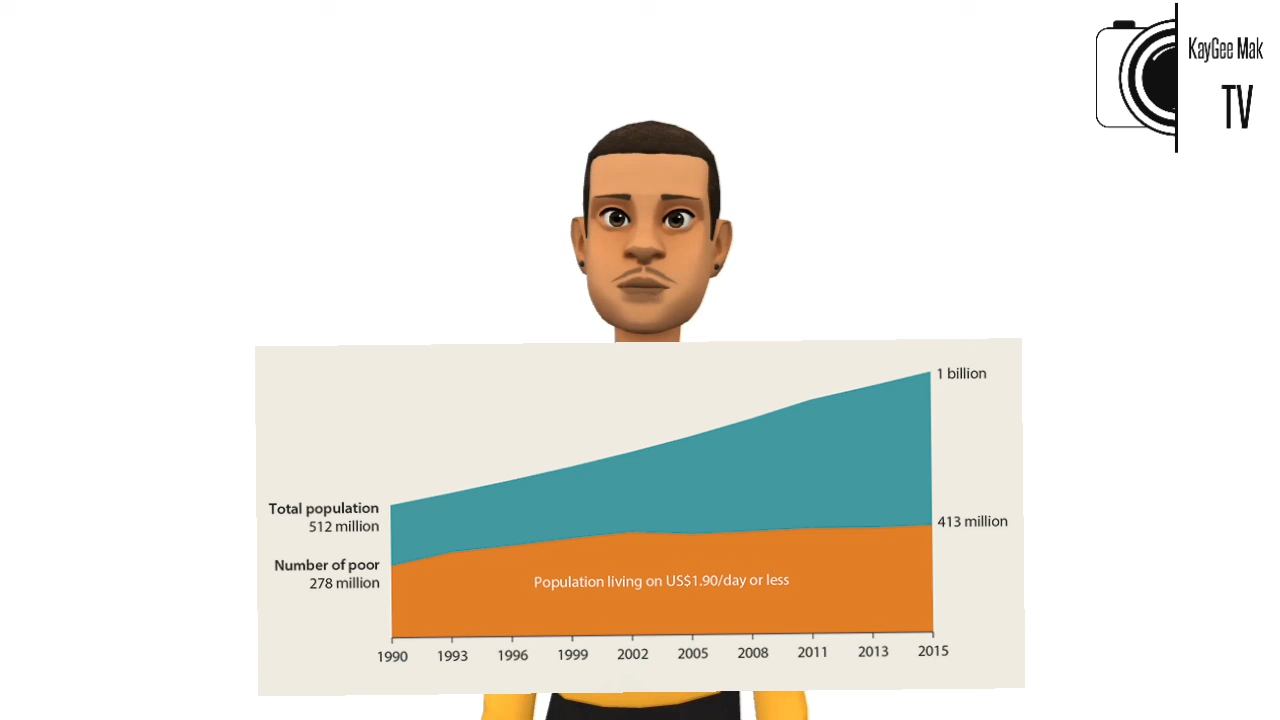 KayGee Mak
TV
1 billion
Total population
512 million
413 million
Number of poor
278 million
Population living on US$1.90/day or less
1990 1993 1996 1999 2002 2005 2008 2011 2013 2015